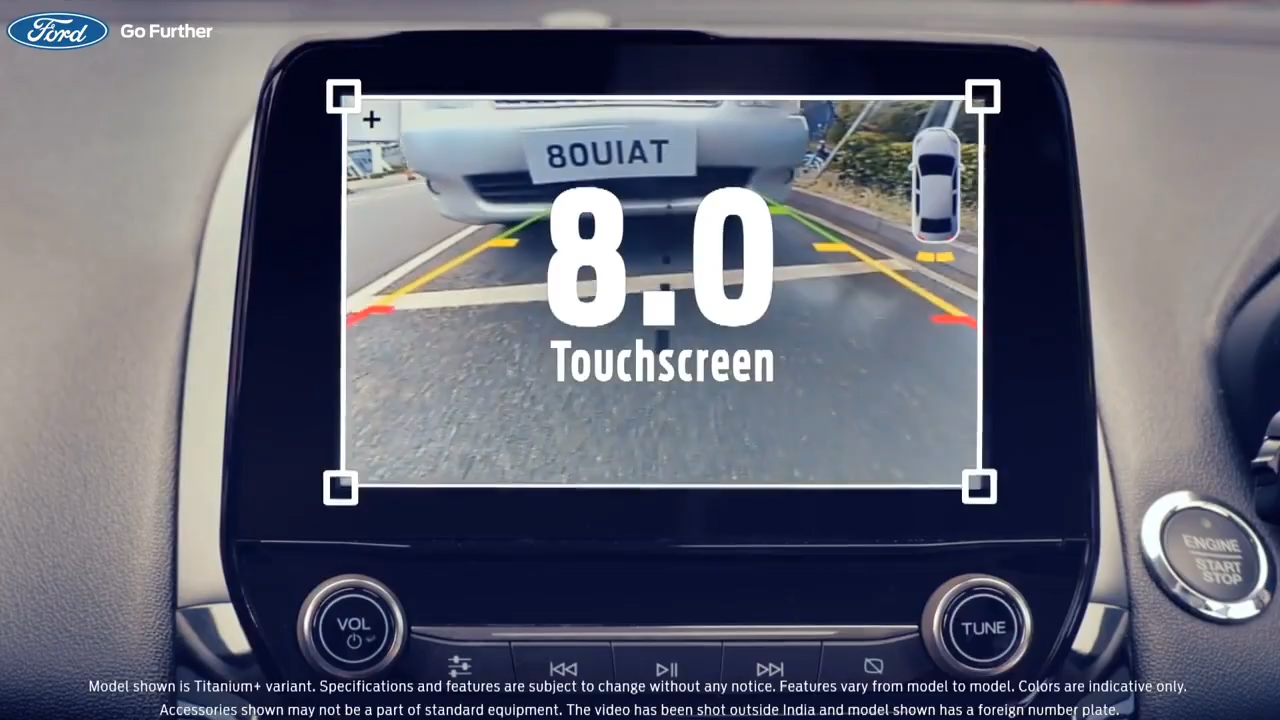 Ford Go Further
+
80UIAT
8.0
Touchscreen
ENGINE
START
STOP
VOL
TUNE
Model shown is Titanium+ variant. Specifications and features are subject to change without any notice. Features vary from model to model. Colors are indicative only.
Accessories shown may not be a part of standard equipment. The video has been shot outside India and model shown has a foreign number plate.